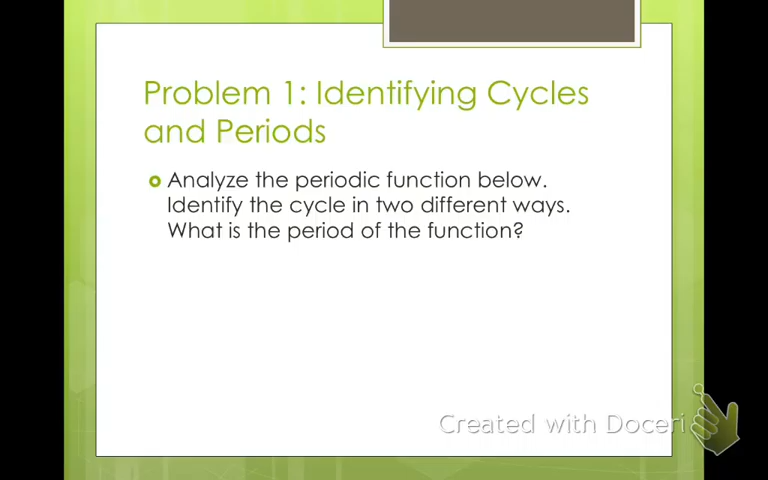 Problem 1: Identifying Cycles
and Periods
Analyze the periodic function below.
Identify the cycle in two different ways.
What is the period of the function?
Created with Doceri